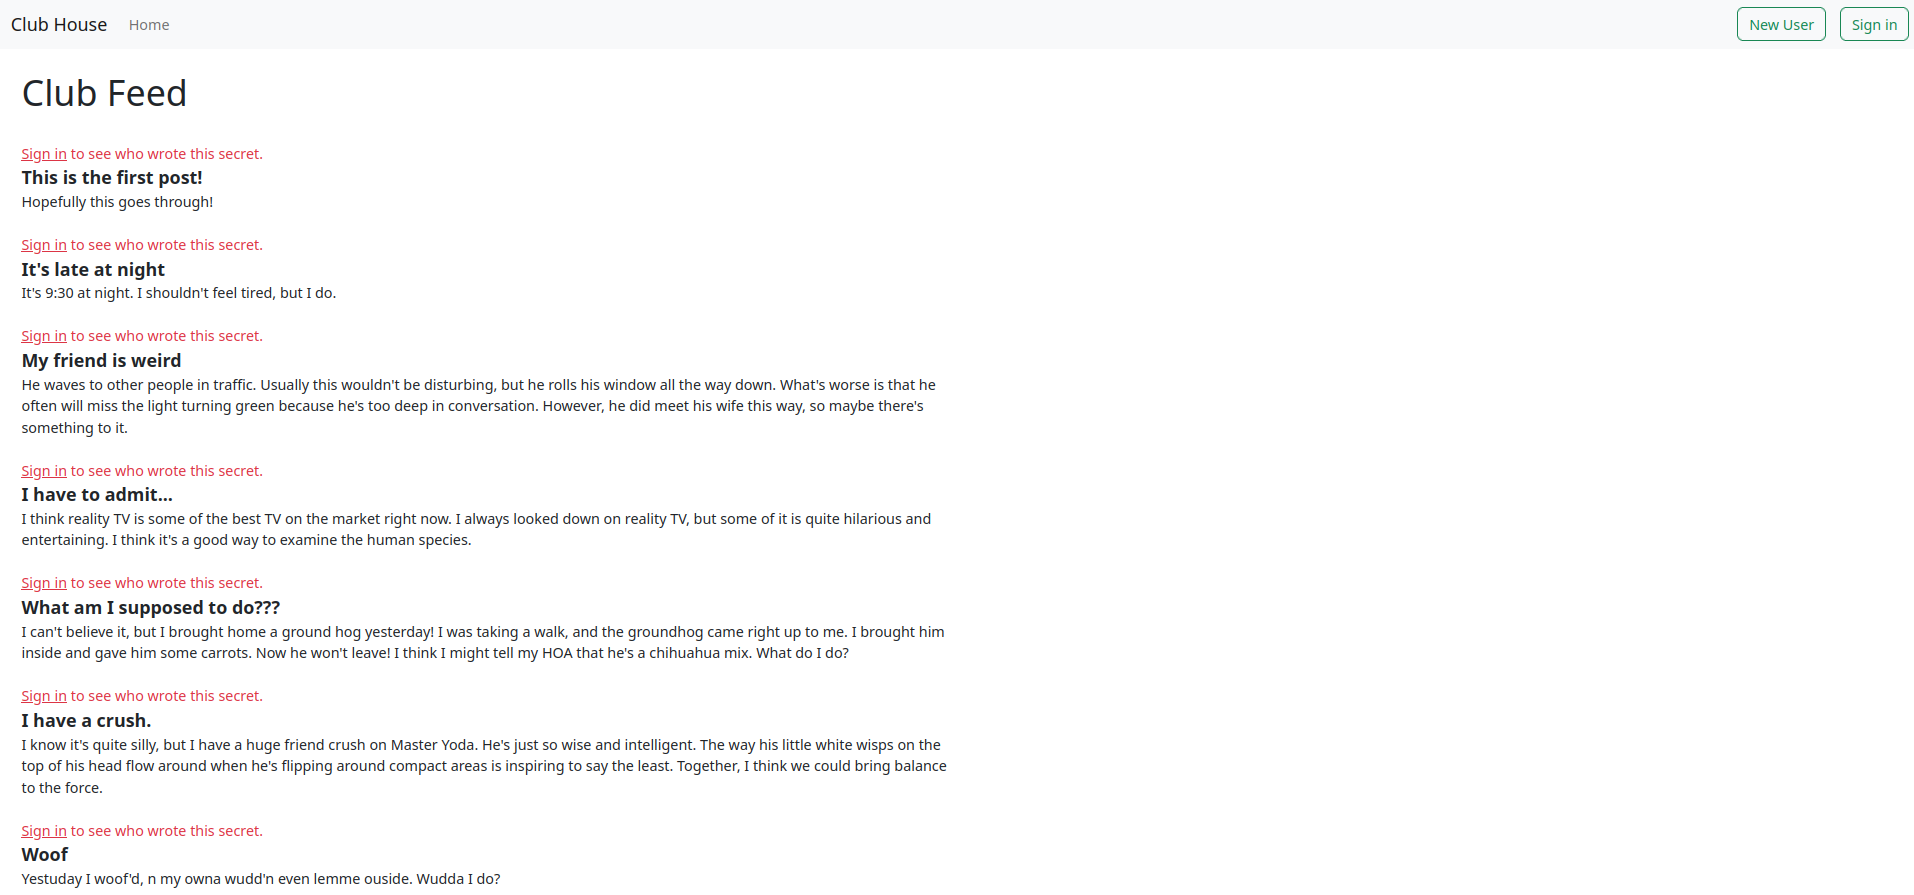 Club House Home New User Sign in
Club Feed
Sign in to see who wrote this secret.
This is the first post!
Hopefully this goes through!
Sign in to see who wrote this secret.
It's late at night
It's 9:30 at night. I shouldn't feel tired, but I do.
Sign in to see who wrote this secret.
My friend is weird
He waves to other people in traffic. Usually this wouldn't be disturbing, but he rolls his window all the way down. What's worse is that he
often will miss the light turning green because he's too deep in conversation. However, he did meet his wife this way, so maybe there's
something to it.
Sign in to see who wrote this secret.
I have to admit...
I think reality TV is some of the best TV on the market right now. I always looked down on reality TV, but some of it is quite hilarious and
entertaining. I think it's a good way to examine the human species.
Sign in to see who wrote this secret.
What am I supposed to do???
I can't believe it, but I brought home a ground hog yesterday! I was taking a walk, and the groundhog came right up to me. I brought him
inside and gave him some carrots. Now he won't leave! I think I might tell my HOA that he's a chihuahua mix. What do I do?
Sign in to see who wrote this secret.
I have a crush.
I know it's quite silly, but I have a huge friend crush on Master Yoda. He's just so wise and intelligent. The way his little white wisps on the
top of his head flow around when he's flipping around compact areas is inspiring to say the least. Together, I think we could bring balance
to the force.
Sign in to see who wrote this secret.
Woof
Yestuday I woof'd, n my owna wudd'n even lemme ouside. Wudda I do?